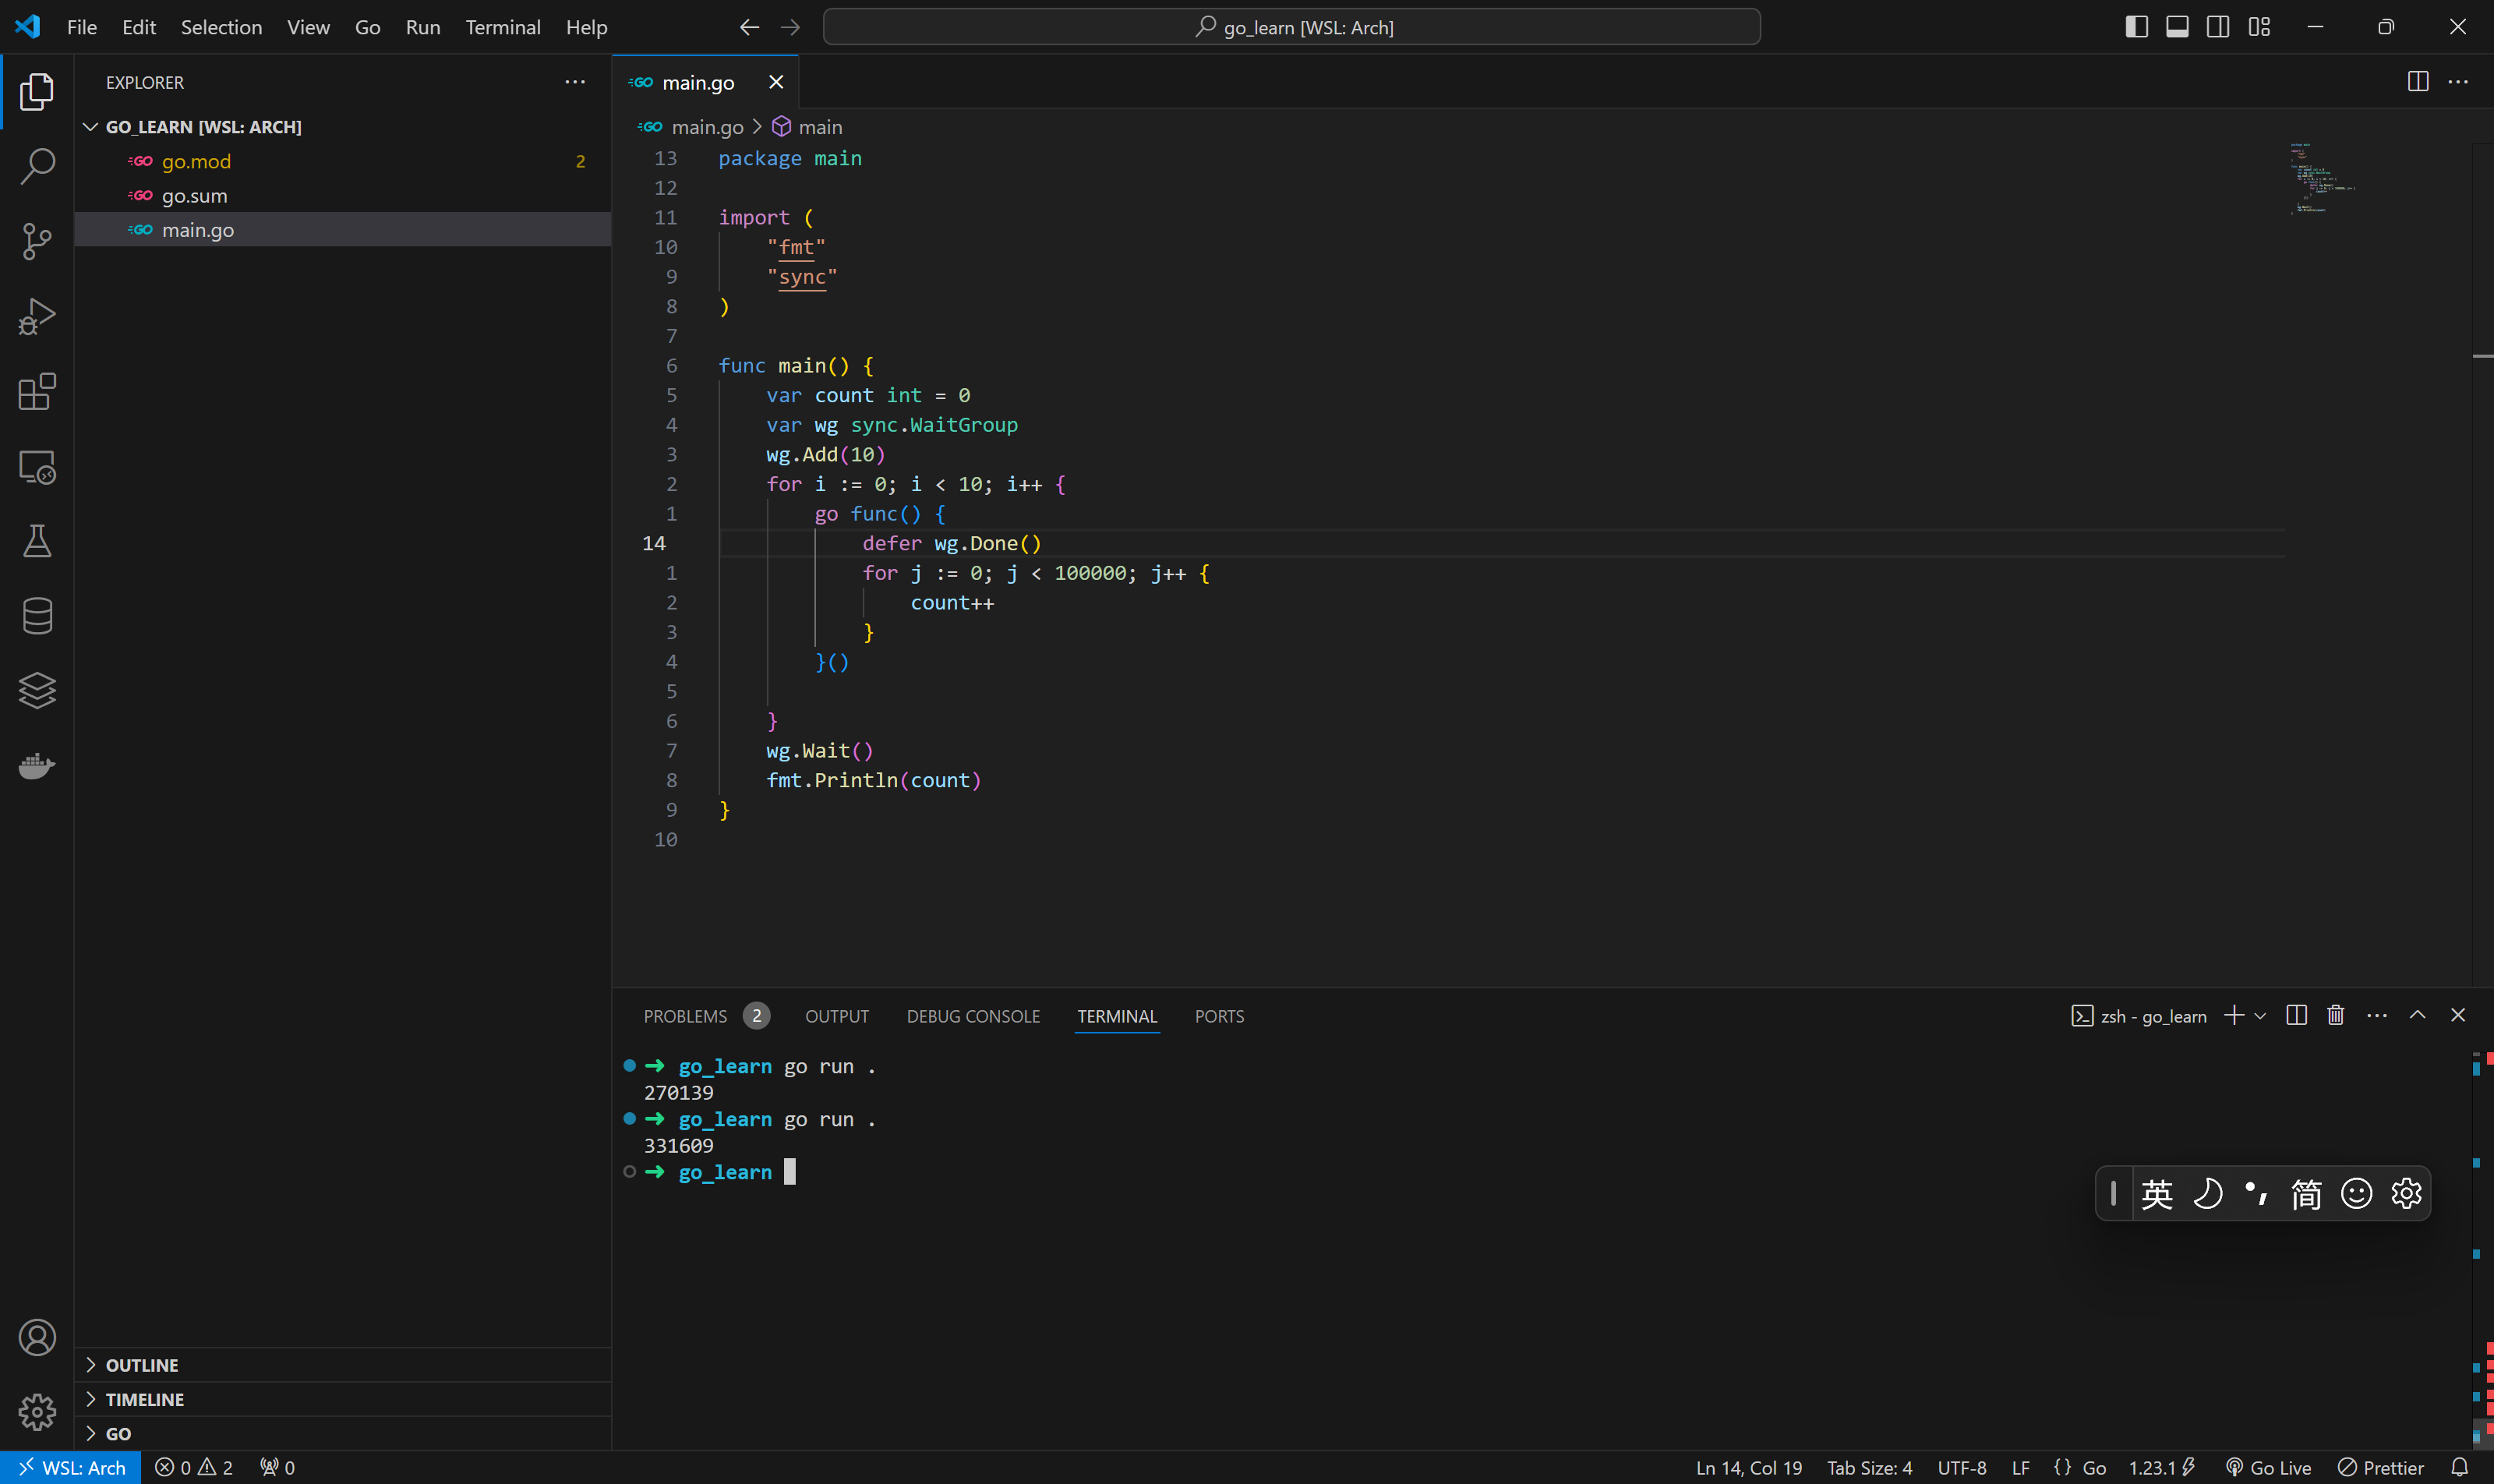 File Edit Selection View Go Run Terminal Help
go_learn [WSL: Arch]
EXPLORER
GO_LEARN [WSL: ARCH]
go.mod 2
go.sum
main.go
OUTLINE
TIMELINE
GO
main.go
main.go > main
13 package main
12
11 import (
10 "fmt"
9 "sync"
8 )
7
6 func main() {
5 var count int = 0
4 var wg sync.WaitGroup
3 wg.Add(10)
2 for i := 0; i < 10; i++ {
1 go func() {
14 defer wg.Done()
1 for j := 0; j < 100000; j++ {
2 count++
3 }
4 }()
5
6 }
7 wg.Wait()
8 fmt.Println(count)
9 }
10
PROBLEMS 2 OUTPUT DEBUG CONSOLE TERMINAL PORTS
zsh - go_learn
➜ go_learn go run .
270139
➜ go_learn go run .
331609
➜ go_learn
英 简
WSL: Arch 0 2 0
Ln 14, Col 19 Tab Size: 4 UTF-8 LF {} Go 1.23.1 Go Live Prettier